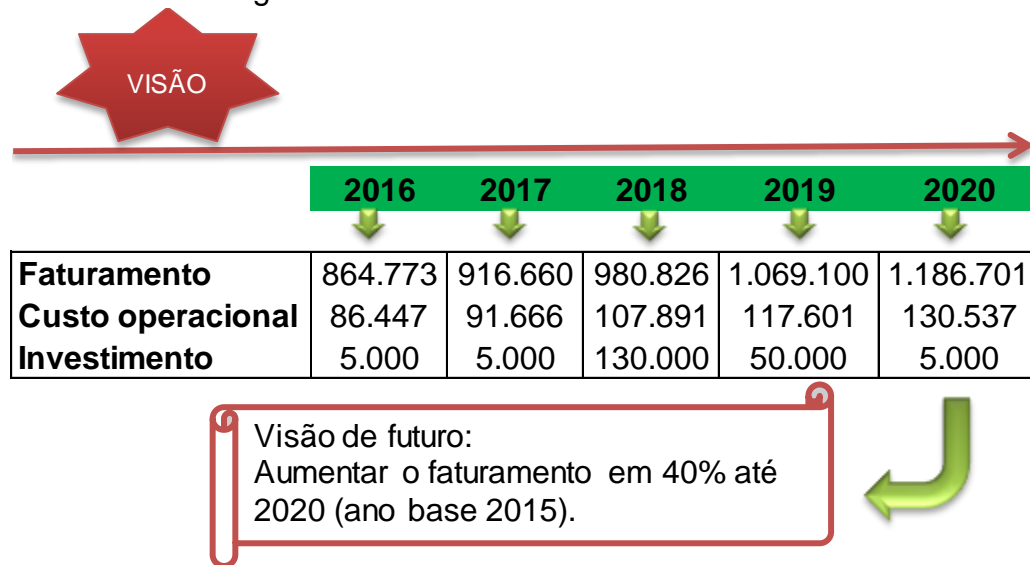 VISÃO
2016 2017 2018 2019 2020
Faturamento 864.773 916.660 980.826 1.069.100 1.186.701
Custo operacional 86.447 91.666 107.891 117.601 130.537
Investimento 5.000 5.000 130.000 50.000 5.000
Visão de futuro:
Aumentar o faturamento em 40% até
2020 (ano base 2015).